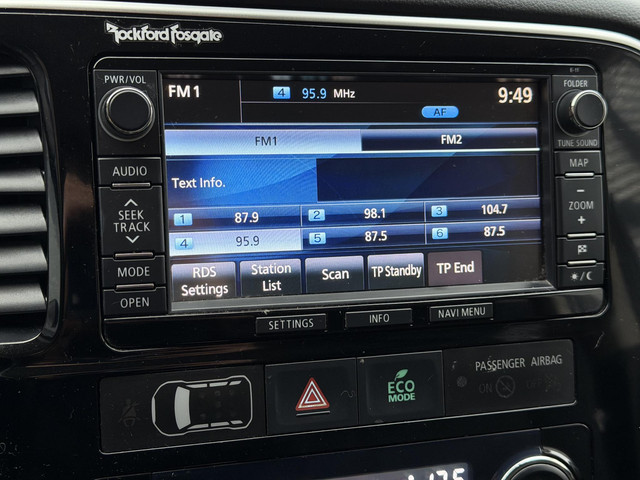 Rockford Fosgate
PWR/VOL
FM 1
4 95.9 MHz
9:49
AF
FOLDER
TUNE SOUND
FM1 FM2
AUDIO
MAP
Text Info.
SEEK
TRACK
ZOOM
1 87.9 2 98.1 3 104.7
4 95.9 5 87.5 6 87.5
MODE
OPEN
RDS Settings
Station List
Scan
TP Standby
TP End
SETTINGS
INFO
NAVI MENU
ECO
MODE
PASSENGER AIRBAG
ON OFF